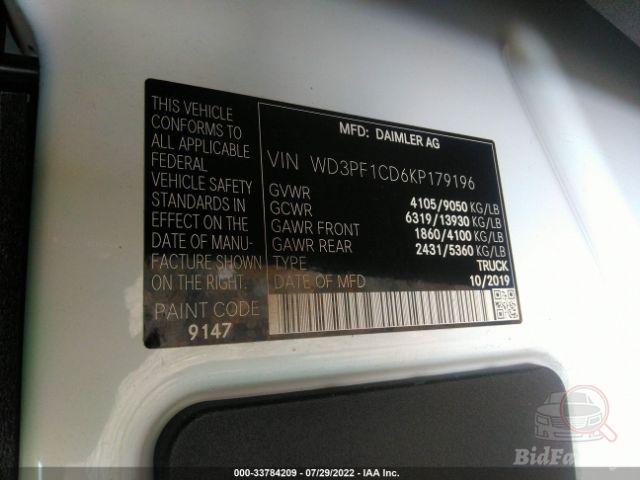 THIS VEHICLE
CONFORMS TO
ALL APPLICABLE
FEDERAL
VEHICLE SAFETY
STANDARDS IN
EFFECT ON THE
DATE OF MANU-
FACTURE SHOWN
ON THE RIGHT.
PAINT CODE
9147
MFD: DAIMLER AG
VIN WD3PF1CD6KP179196
GVWR 4105/9050 KG/LB
GCWR 6319/13930 KG/LB
GAWR FRONT 1860/4100 KG/LB
GAWR REAR 2431/5360 KG/LB
TYPE TRUCK
DATE OF MFD 10/2019
000-33784209 - 07/29/2022 - IAA Inc.